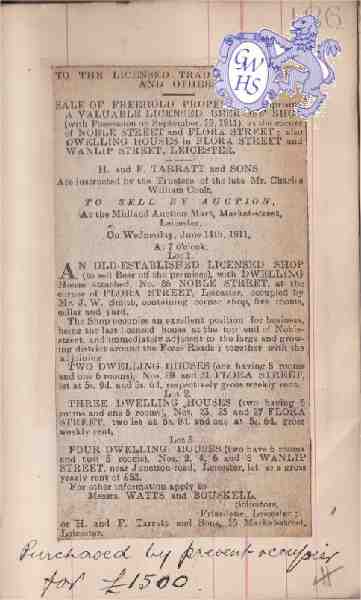 126
GWHS
TO THE LICENSED TRAD
AND OTHE
SALE OF FREEHOLD PROPE
A VALUABLE LICENSED BEER SHO
(with Possession on September 29, 1911), at the corner
of NOBLE STREET and FLORA STREET; also
DWELLING HOUSES in FLORA STREET and
WANLIP STREET, LEICESTER.
H. and F. TARRATT and SONS
Are instructed by the Trustees of the late Mr. Charles
William Cook,
TO SELL BY AUCTION,
At the Midland Auction Mart, Market-street,
Leicester,
On Wednesday, June 14th, 1911,
At 7 o'clock.
Lot 1.
AN OLD-ESTABLISHED LICENSED SHOP
(to sell Beer off the premises), with DWELLING
House attached, No. 88 NOBLE STREET, at the
corner of FLORA STREET, Leicester, occupied by
Mr. J. W. Smith, containing corner shop, five rooms,
cellar and yard.
The Shop occupies an excellent position for business,
being the last licensed house at the top end of Noble-
street, and immediately adjacent to the large and grow-
ing district around the Fosse Road; together with the
adjoining
TWO DWELLING HOUSES (one having 5 rooms
and one 6 rooms), Nos. 29 and 31 FLORA STREET,
let at 5s. 9d. and 5s. 6d. respectively gross weekly rent.
Lot 2.
THREE DWELLING HOUSES (two having 6
rooms and one 5 rooms), Nos. 23, 25 and 27 FLORA
STREET, two let at 5s. 9d. and one at 5s. 6d. gross
weekly rent.
Lot 3.
FOUR DWELLING HOUSES (two have 6 rooms
and two 5 rooms), Nos. 2, 4, 6 and 8 WANLIP
STREET, near Junction-road, Leicester, let at a gross
yearly rent of £53.
For other information apply to
Messrs. WATTS and BOUSKELL,
Solicitors,
Friar-lane, Leicester;
or H. and F. Tarratt and Sons, 15 Market-street,
Leicester.
Purchased by present occupier
for £1500.